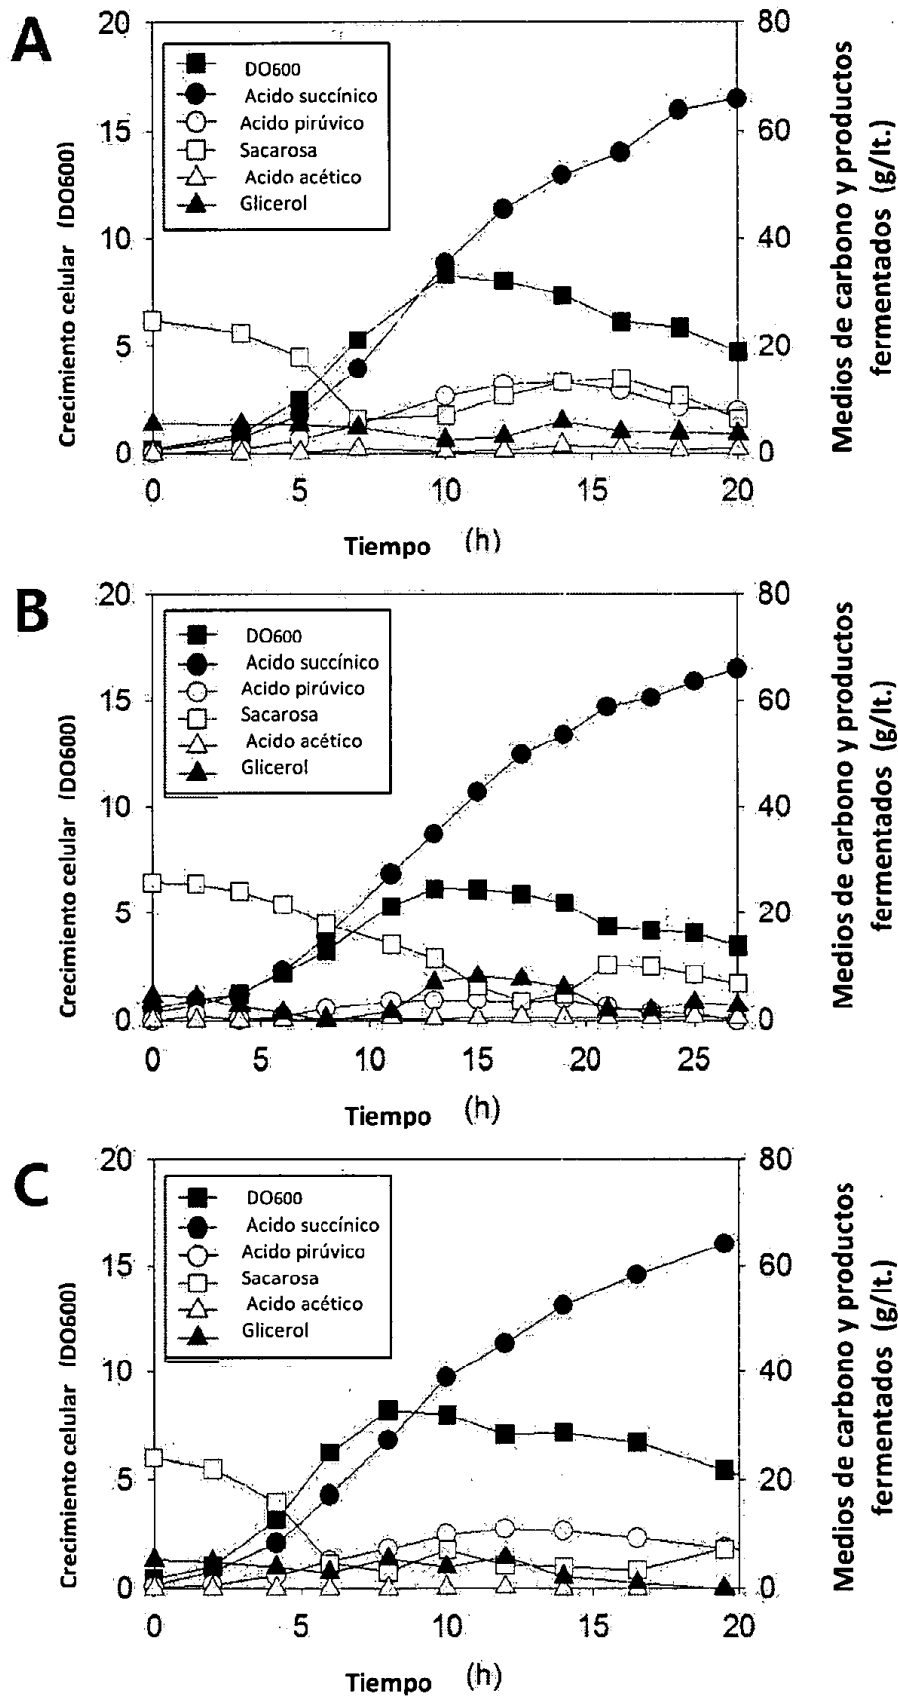 A
Crecimiento celular (DO600)
20
15
10
5
0
DO600
Acido succínico
Acido pirúvico
Sacarosa
Acido acético
Glicerol
80
60
40
20
0
Medios de carbono y productos
fermentados (g/lt.)
0 5 10 15 20
Tiempo (h)
B
Crecimiento celular (DO600)
20
15
10
5
0
DO600
Acido succínico
Acido pirúvico
Sacarosa
Acido acético
Glicerol
80
60
40
20
0
Medios de carbono y productos
fermentados (g/lt.)
0 5 10 15 20 25
Tiempo (h)
C
Crecimiento celular (DO600)
20
15
10
5
0
DO600
Acido succínico
Acido pirúvico
Sacarosa
Acido acético
Glicerol
80
60
40
20
0
Medios de carbono y productos
fermentados (g/lt.)
0 5 10 15 20
Tiempo (h)